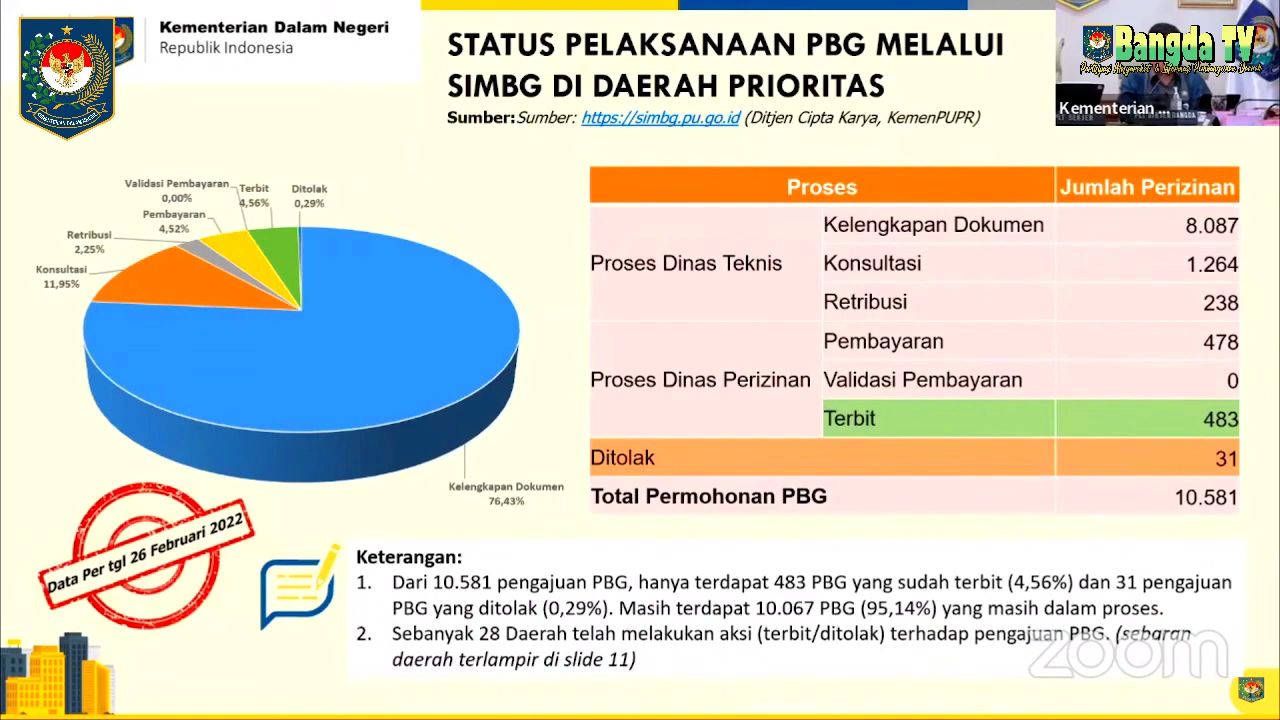 Kementerian Dalam Negeri
Republik Indonesia
STATUS PELAKSANAAN PBG MELALUI
SIMBG DI DAERAH PRIORITAS
Sumber:Sumber: https://simbg.pu.go.id (Ditjen Cipta Karya, KemenPUPR)
Bangda TV
Kementerian ...
Validasi Pembayaran
0,00%
Terbit
4,56%
Ditolak
0,29%
Pembayaran
4,52%
Retribusi
2,25%
Konsultasi
11,95%
Kelengkapan Dokumen
76,43%
Proses Jumlah Perizinan
Proses Dinas Teknis
Kelengkapan Dokumen 8.087
Konsultasi 1.264
Retribusi 238
Proses Dinas Perizinan
Pembayaran 478
Validasi Pembayaran 0
Terbit 483
Ditolak 31
Total Permohonan PBG 10.581
Data Per tgl 26 Februari 2022
Keterangan:
1. Dari 10.581 pengajuan PBG, hanya terdapat 483 PBG yang sudah terbit (4,56%) dan 31 pengajuan
PBG yang ditolak (0,29%). Masih terdapat 10.067 PBG (95,14%) yang masih dalam proses.
2. Sebanyak 28 Daerah telah melakukan aksi (terbit/ditolak) terhadap pengajuan PBG. (sebaran
daerah terlampir di slide 11)
zoom